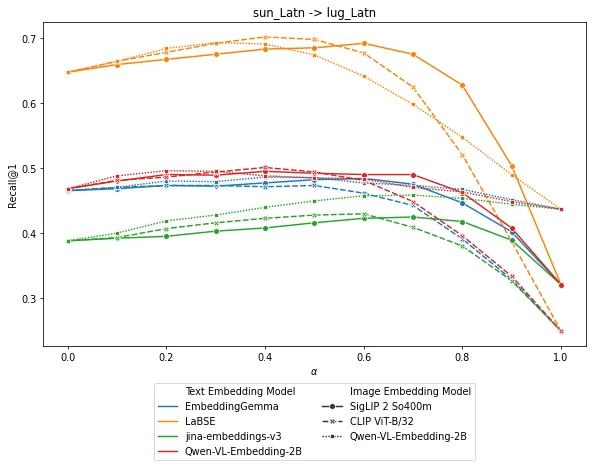 sun_Latn -> lug_Latn
0.7
0.6
0.5
0.4
0.3
Recall@1
0.0 0.2 0.4 0.6 0.8 1.0
α
Text Embedding Model Image Embedding Model
EmbeddingGemma SigLIP 2 So400m
LaBSE CLIP ViT-B/32
jina-embeddings-v3 Qwen-VL-Embedding-2B
Qwen-VL-Embedding-2B